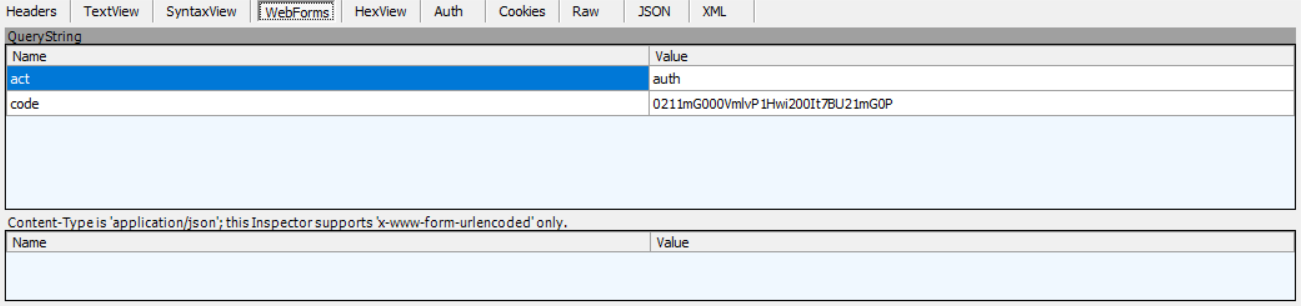 Headers TextView SyntaxView WebForms HexView Auth Cookies Raw JSON XML
QueryString
Name Value
act auth
code 0211mG000VmlvP1Hwi200It7BU21mG0P
Content-Type is 'application/json'; this Inspector supports 'x-www-form-urlencoded' only.
Name Value